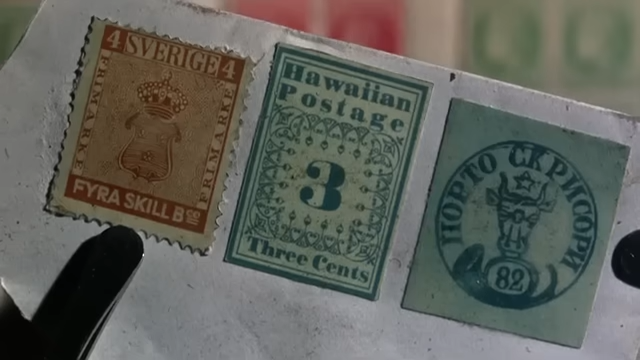 4 SVERIGE 4
FRIMARKE
FRIMARKE
FYRA SKILL Bco
Hawaiian
Postage
3
Three Cents
ПОРТО СКРИСОРИ
82